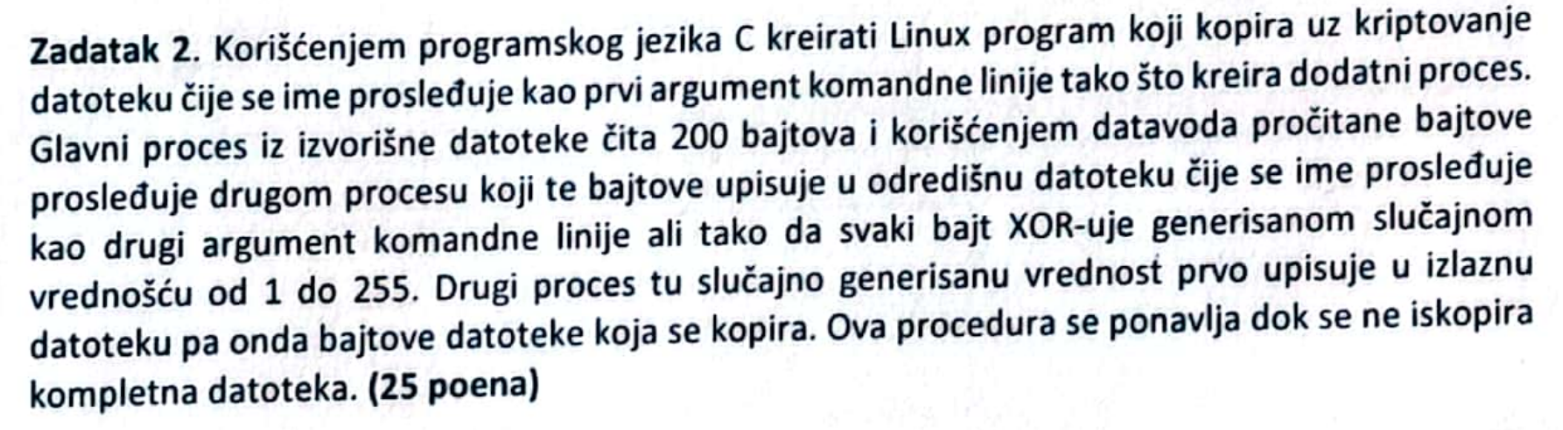 Zadatak 2. Korišćenjem programskog jezika C kreirati Linux program koji kopira uz kriptovanje
datoteku čije se ime prosleđuje kao prvi argument komandne linije tako što kreira dodatni proces.
Glavni proces iz izvorišne datoteke čita 200 bajtova i korišćenjem datavoda pročitane bajtove
prosleđuje drugom procesu koji te bajtove upisuje u odredišnu datoteku čije se ime prosleđuje
kao drugi argument komandne linije ali tako da svaki bajt XOR-uje generisanom slučajnom
vrednošću od 1 do 255. Drugi proces tu slučajno generisanu vrednost prvo upisuje u izlaznu
datoteku pa onda bajtove datoteke koja se kopira. Ova procedura se ponavlja dok se ne iskopira
kompletna datoteka. (25 poena)